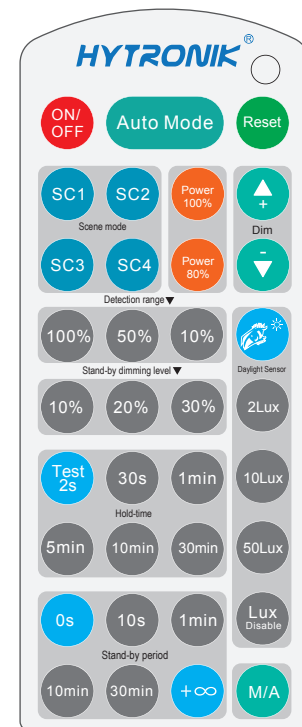 HYTRONIK®
ON/
OFF
Auto Mode
Reset
SC1
SC2
Power
100%
+
Scene mode
Dim
SC3
SC4
Power
80%
-
Detection range▼
100%
50%
10%
Stand-by dimming level▼
Daylight Sensor
10%
20%
30%
2Lux
Test
2s
30s
1min
10Lux
Hold-time
5min
10min
30min
50Lux
0s
10s
1min
Lux
Disable
Stand-by period
10min
30min
+∞
M/A